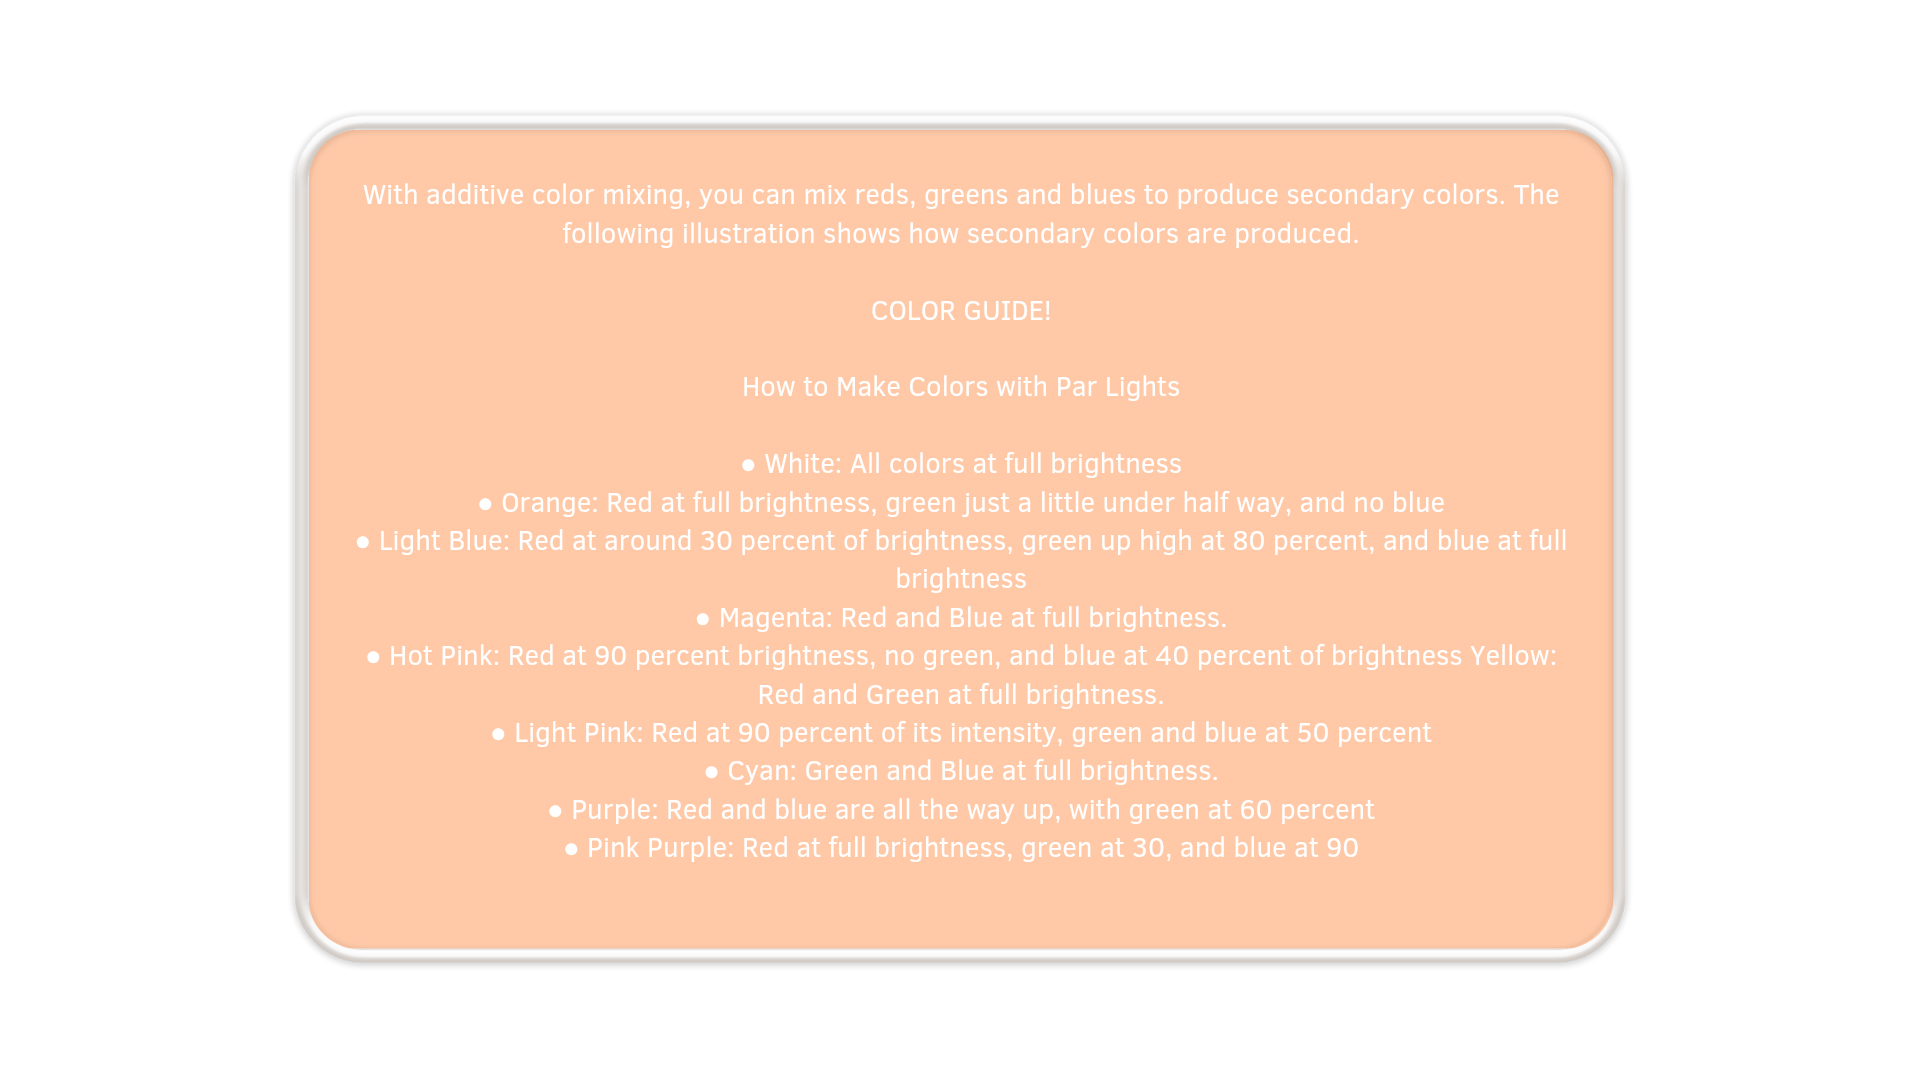 With additive color mixing, you can mix reds, greens and blues to produce secondary colors. The
following illustration shows how secondary colors are produced.
COLOR GUIDE!
How to Make Colors with Par Lights
● White: All colors at full brightness
● Orange: Red at full brightness, green just a little under half way, and no blue
● Light Blue: Red at around 30 percent of brightness, green up high at 80 percent, and blue at full
brightness
● Magenta: Red and Blue at full brightness.
● Hot Pink: Red at 90 percent brightness, no green, and blue at 40 percent of brightness Yellow:
Red and Green at full brightness.
● Light Pink: Red at 90 percent of its intensity, green and blue at 50 percent
● Cyan: Green and Blue at full brightness.
● Purple: Red and blue are all the way up, with green at 60 percent
● Pink Purple: Red at full brightness, green at 30, and blue at 90